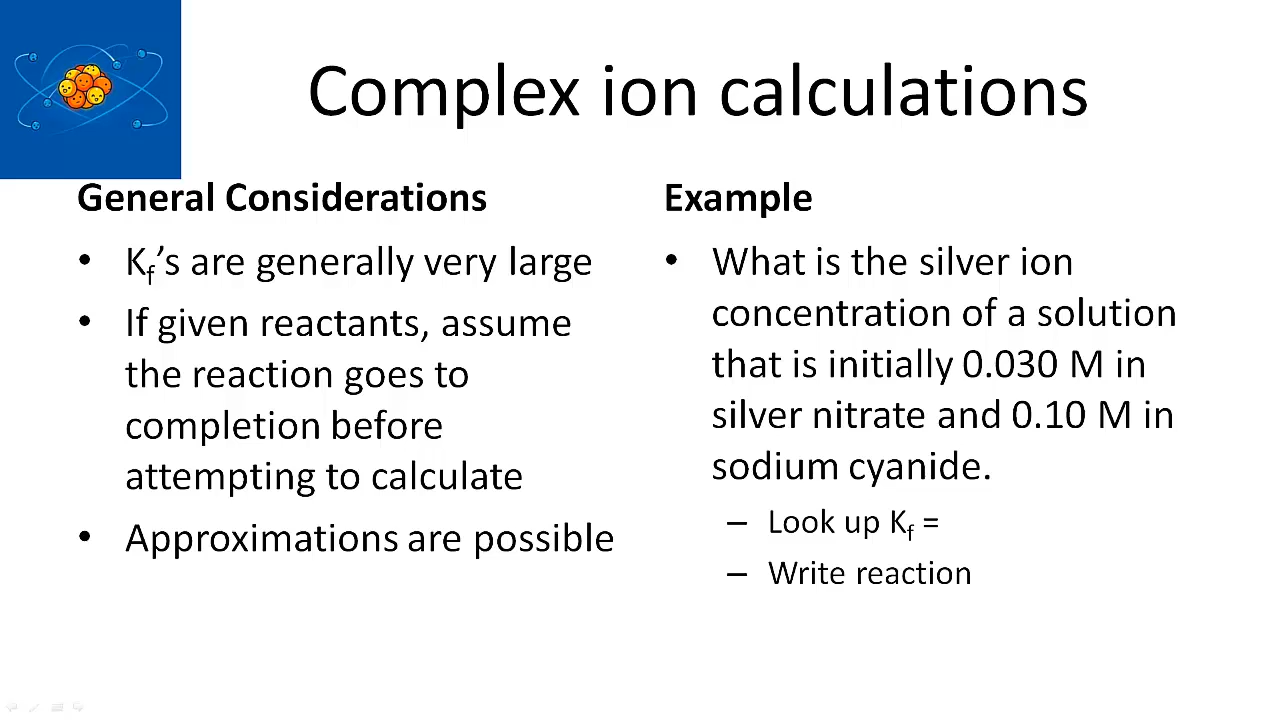 Complex ion calculations
General Considerations
• K_f's are generally very large
• If given reactants, assume
the reaction goes to
completion before
attempting to calculate
• Approximations are possible
Example
• What is the silver ion
concentration of a solution
that is initially 0.030 M in
silver nitrate and 0.10 M in
sodium cyanide.
– Look up K_f =
– Write reaction